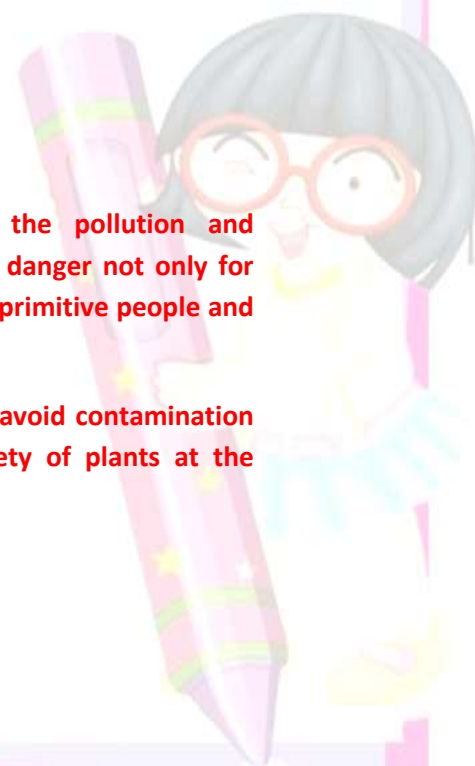 the pollution and
danger not only for
primitive people and
avoid contamination
ety of plants at the